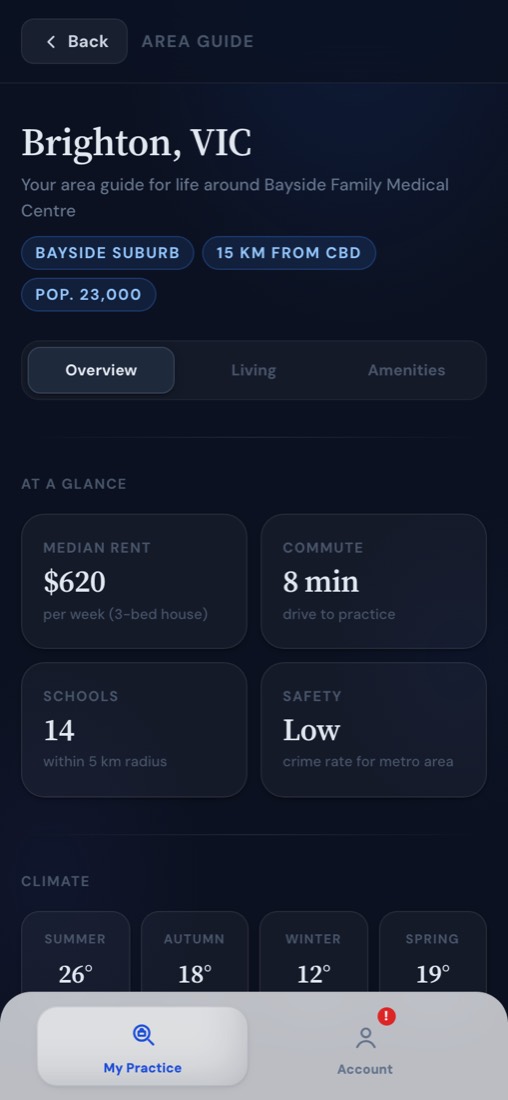 Back
AREA GUIDE
Brighton, VIC
Your area guide for life around Bayside Family Medical
Centre
BAYSIDE SUBURB
15 KM FROM CBD
POP. 23,000
Overview
Living
Amenities
AT A GLANCE
MEDIAN RENT
$620
per week (3-bed house)
COMMUTE
8 min
drive to practice
SCHOOLS
14
within 5 km radius
SAFETY
Low
crime rate for metro area
CLIMATE
SUMMER
26°
AUTUMN
18°
WINTER
12°
SPRING
19°
My Practice
!
Account